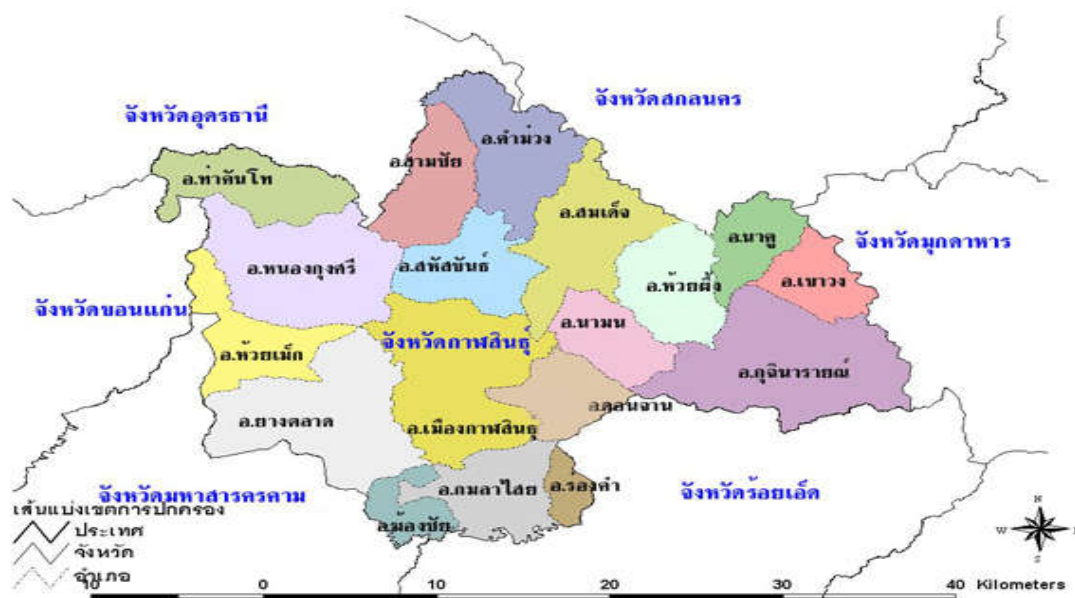 จังหวัดอุดรธานี
จังหวัดสกลนคร
อ.คำม่วง
อ.สามชัย
อ.ท่าคันโท
อ.สมเด็จ
อ.นาคู
จังหวัดมุกดาหาร
อ.หนองกุงศรี
อ.สหัสขันธ์
อ.ห้วยผึ้ง
อ.เขาวง
จังหวัดขอนแก่น
อ.นามน
จังหวัดกาฬสินธุ์
อ.ห้วยเม็ก
อ.กุฉินารายณ์
อ.ดอนจาน
อ.ยางตลาด
อ.เมืองกาฬสินธุ์
จังหวัดมหาสารคราม
อ.กมลาไสย
อ.ร้องคำ
จังหวัดร้อยเอ็ด
อ.ฆ้องชัย
เส้นแบ่งเขตการปกครอง
ประเทศ
จังหวัด
อำเภอ
N
W E
S
10 0 10 20 30 40 Kilometers